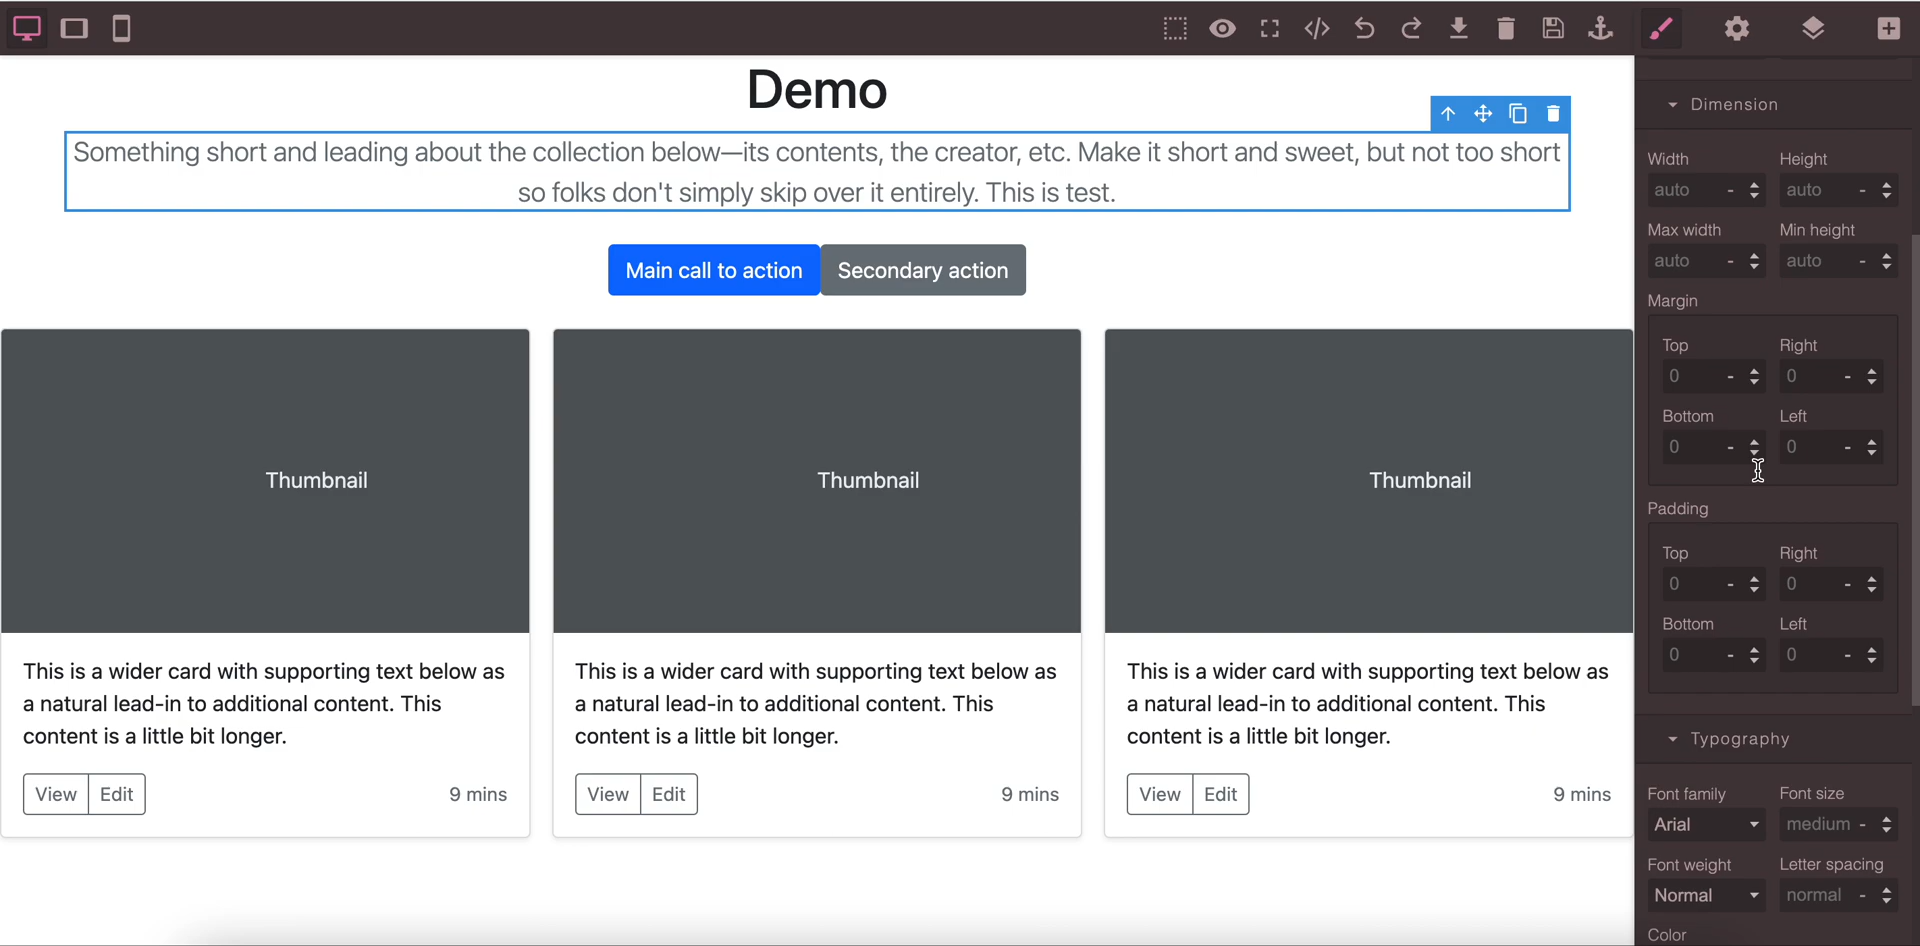 Demo
Something short and leading about the collection below—its contents, the creator, etc. Make it short and sweet, but not too short
so folks don't simply skip over it entirely. This is test.
Main call to action Secondary action
Thumbnail
This is a wider card with supporting text below as
a natural lead-in to additional content. This
content is a little bit longer.
View Edit 9 mins
Thumbnail
This is a wider card with supporting text below as
a natural lead-in to additional content. This
content is a little bit longer.
View Edit 9 mins
Thumbnail
This is a wider card with supporting text below as
a natural lead-in to additional content. This
content is a little bit longer.
View Edit 9 mins
Dimension
Width Height
auto - auto -
Max width Min height
auto - auto -
Margin
Top Right
0 - 0 -
Bottom Left
0 - 0 -
Padding
Top Right
0 - 0 -
Bottom Left
0 - 0 -
Typography
Font family Font size
Arial medium -
Font weight Letter spacing
Normal normal -
Color